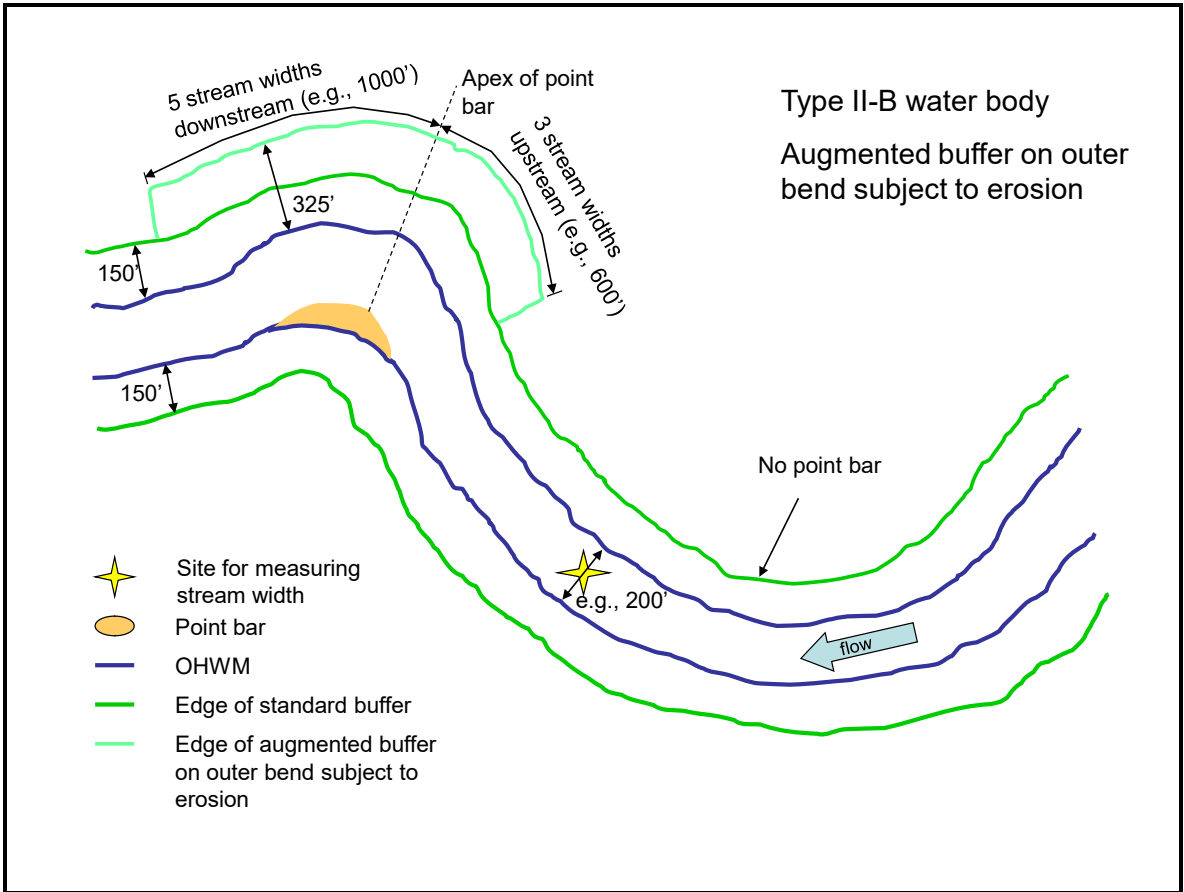 5 stream widths
downstream (e.g., 1000’)
Apex of point
bar
3 stream widths
upstream (e.g., 600’)
Type II-B water body
Augmented buffer on outer
bend subject to erosion
325’
150’
150’
No point bar
e.g., 200’
flow
Site for measuring
stream width
Point bar
OHWM
Edge of standard buffer
Edge of augmented buffer
on outer bend subject to
erosion